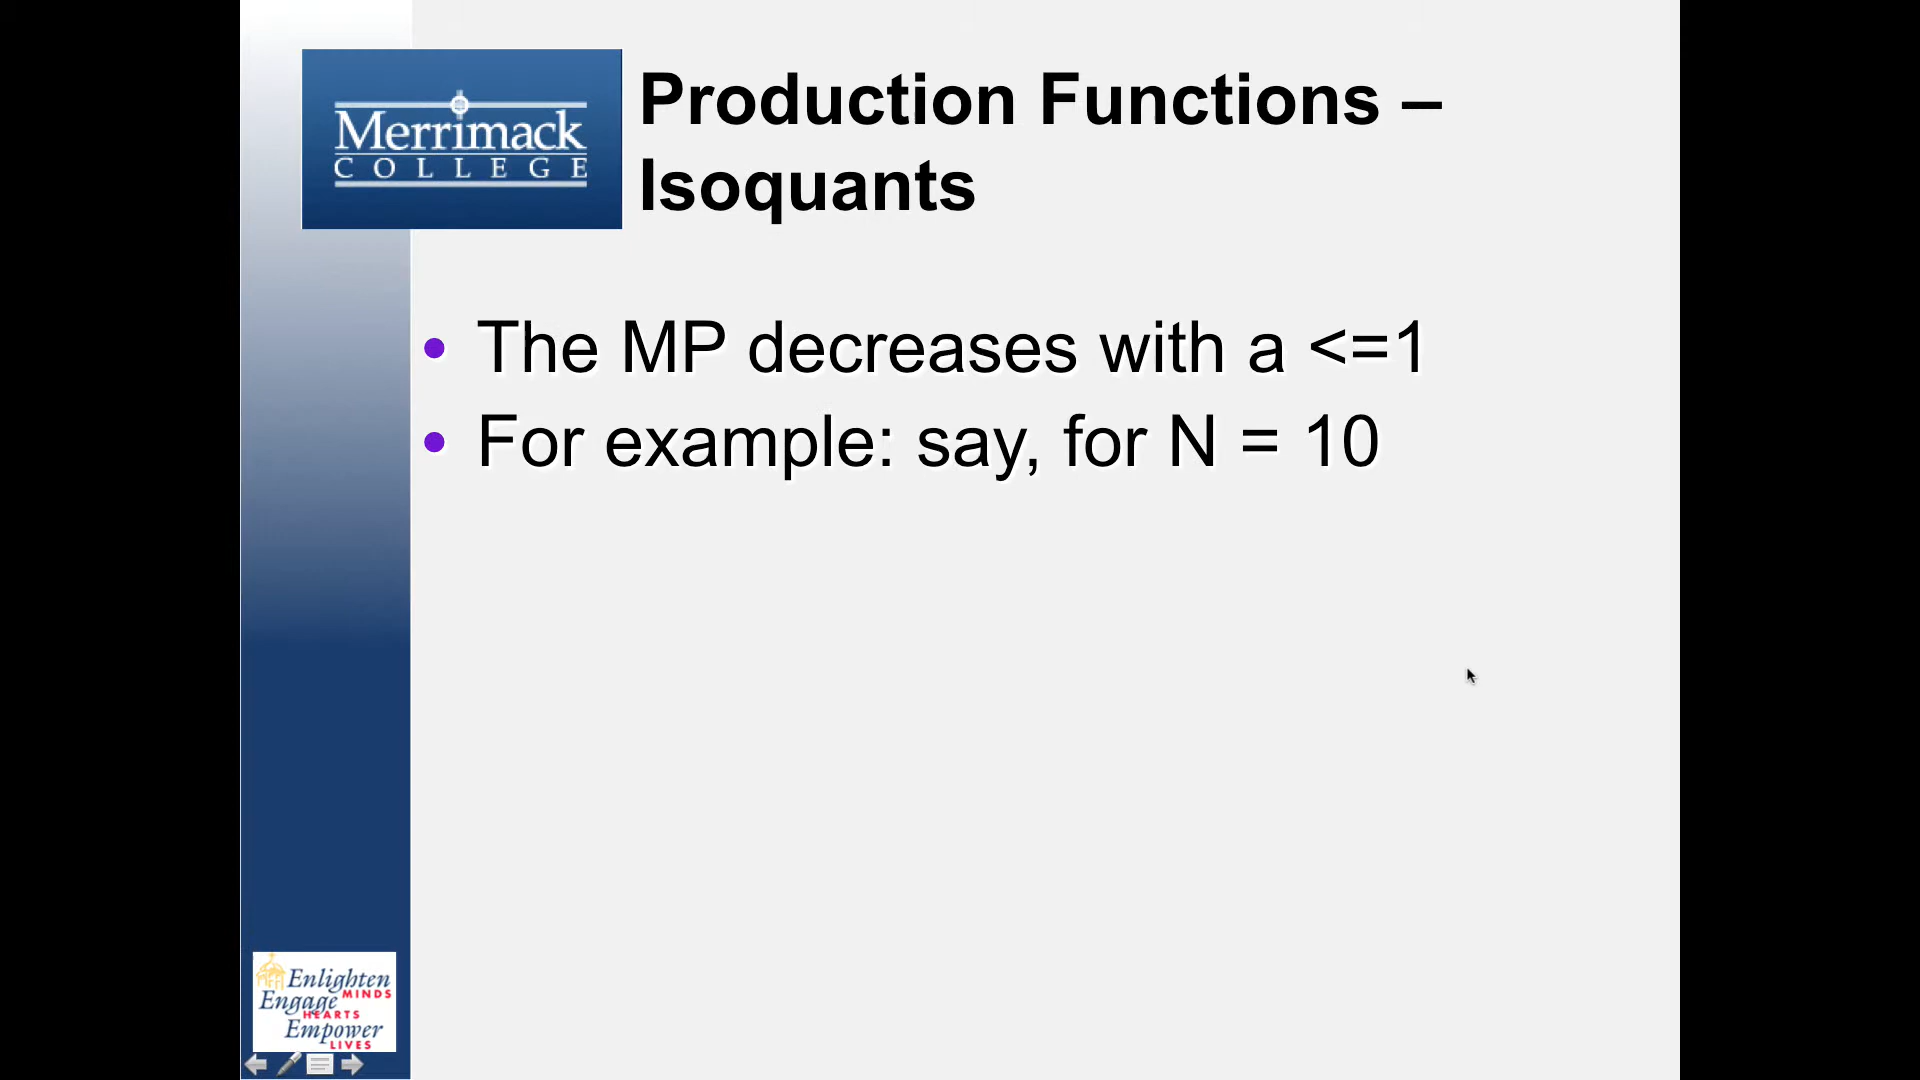 Merrimack
COLLEGE
Production Functions –
Isoquants
• The MP decreases with a <=1
• For example: say, for N = 10
Enlighten
MINDS
Engage
HEARTS
Empower
LIVES